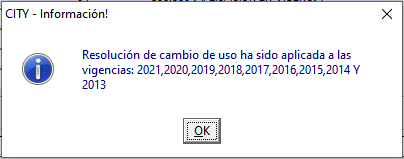 CITY - Información!
Resolución de cambio de uso ha sido aplicada a las
vigencias: 2021,2020,2019,2018,2017,2016,2015,2014 Y
2013
OK